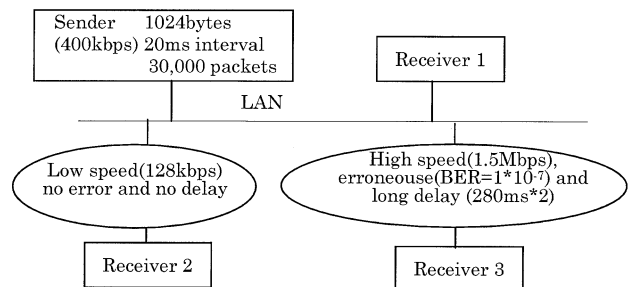 Sender 1024bytes
(400kbps) 20ms interval
30,000 packets
Receiver 1
LAN
Low speed(128kbps)
no error and no delay
High speed(1.5Mbps),
erroneouse(BER=1*10-7) and
long delay (280ms*2)
Receiver 2
Receiver 3